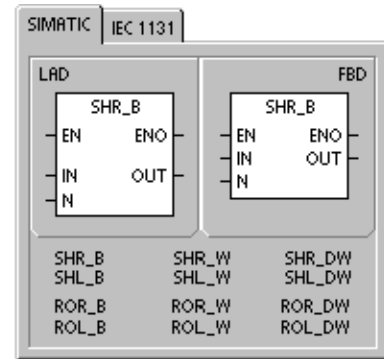 SIMATIC IEC 1131
LAD FBD
SHR_B SHR_B
EN ENO EN ENO
IN OUT IN OUT
N N
SHR_B SHR_W SHR_DW
SHL_B SHL_W SHL_DW
ROR_B ROR_W ROR_DW
ROL_B ROL_W ROL_DW